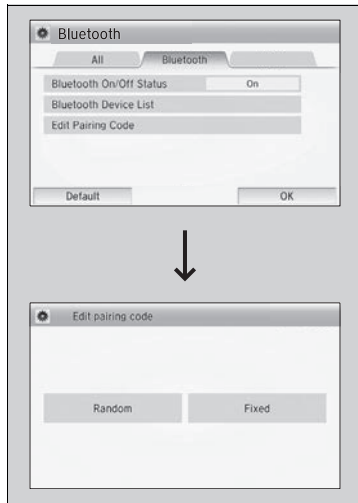 Bluetooth
All Bluetooth
Bluetooth On/Off Status On
Bluetooth Device List
Edit Pairing Code
Default OK
Edit pairing code
Random Fixed